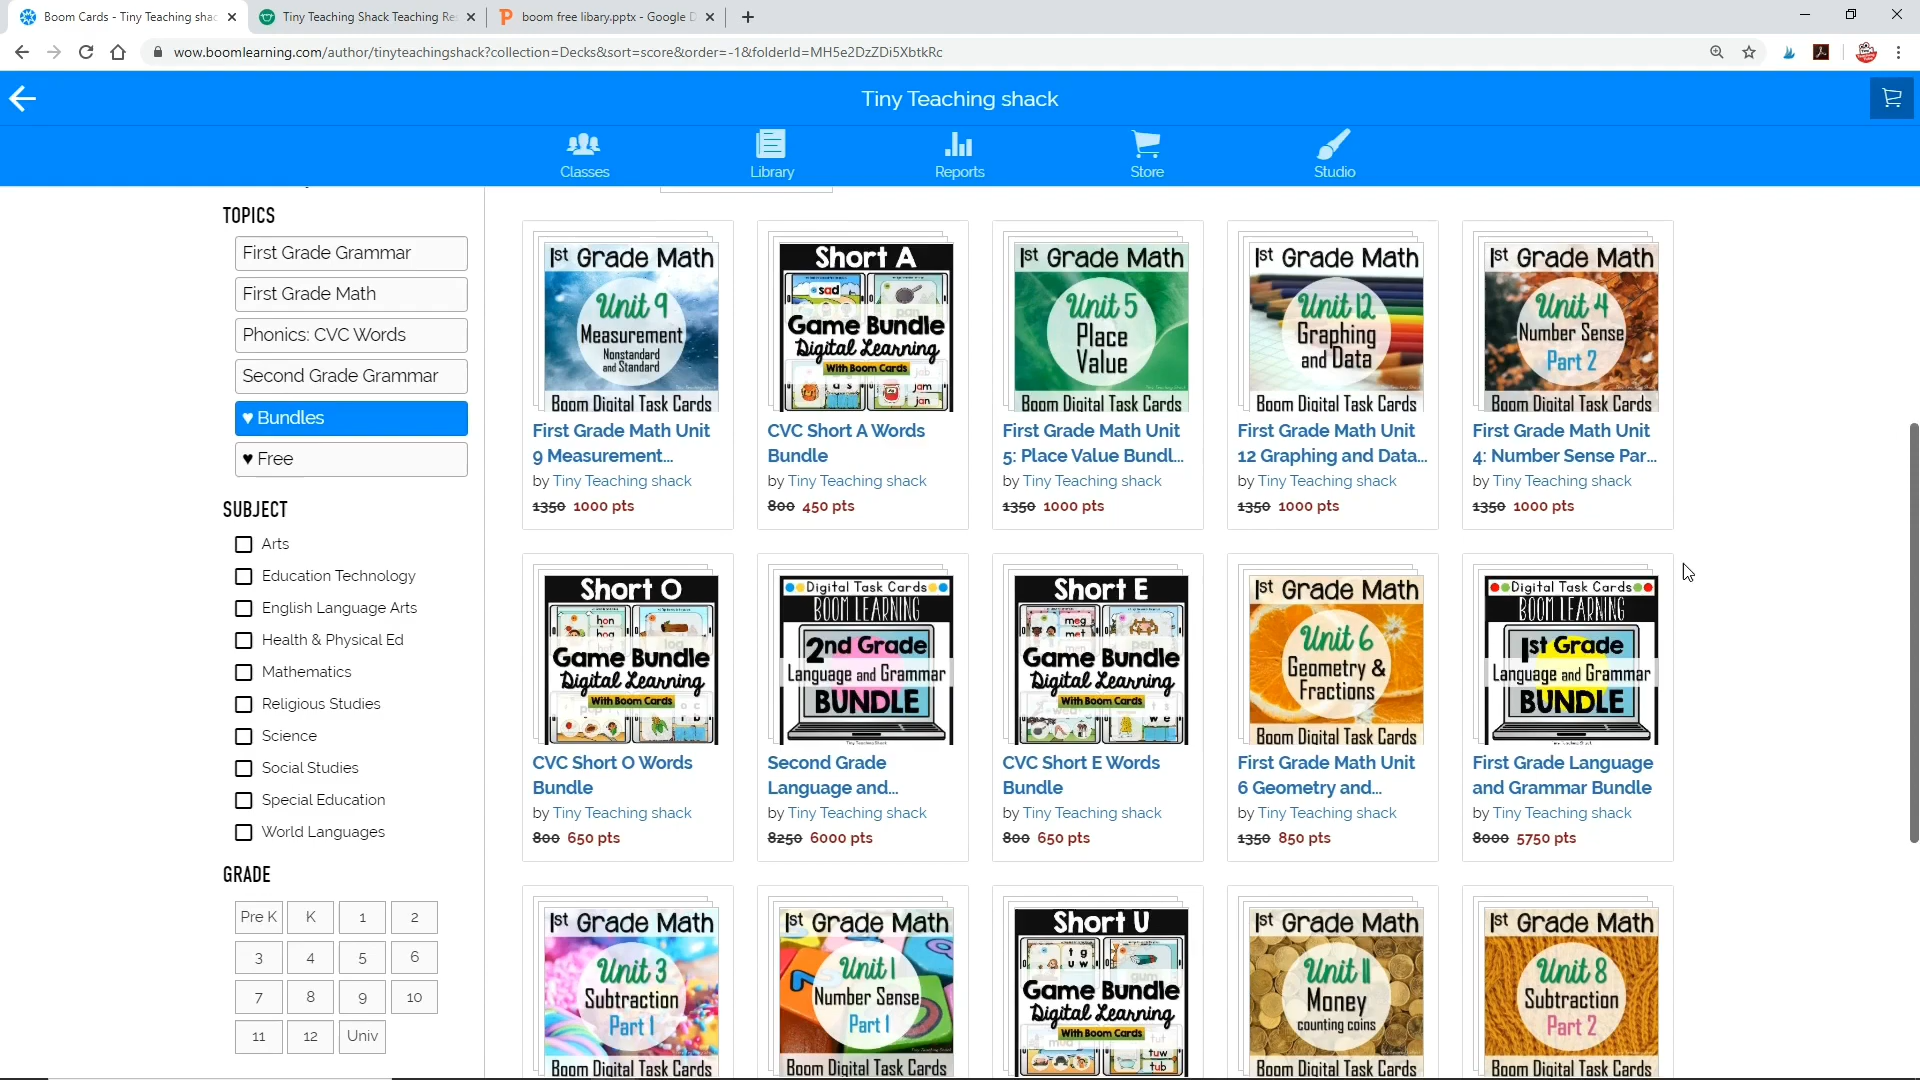 Boom Cards - Tiny Teaching shac
Tiny Teaching Shack Teaching Re
boom free libary.pptx - Google D
wow.boomlearning.com/author/tinyteachingshack?collection=Decks&sort=score&order=-1&folderId=MH5e2DzZDi5XbtkRc
Tiny Teaching shack
Classes
Library
Reports
Store
Studio
TOPICS
First Grade Grammar
First Grade Math
Phonics: CVC Words
Second Grade Grammar
♥ Bundles
♥ Free
SUBJECT
Arts
Education Technology
English Language Arts
Health & Physical Ed
Mathematics
Religious Studies
Science
Social Studies
Special Education
World Languages
GRADE
Pre K K 1 2
3 4 5 6
7 8 9 10
11 12 Univ
1st Grade Math
Unit 9
Measurement
Nonstandard
and Standard
Boom Digital Task Cards
First Grade Math Unit
9 Measurement...
by Tiny Teaching shack
1350 1000 pts
Short A
sad
pan
Game Bundle
Digital Learning
With Boom Cards
jam
jan
CVC Short A Words
Bundle
by Tiny Teaching shack
800 450 pts
1st Grade Math
Unit 5
Place
Value
Boom Digital Task Cards
First Grade Math Unit
5: Place Value Bundl...
by Tiny Teaching shack
1350 1000 pts
1st Grade Math
Unit 12
Graphing
and Data
Boom Digital Task Cards
First Grade Math Unit
12 Graphing and Data...
by Tiny Teaching shack
1350 1000 pts
1st Grade Math
Unit 4
Number Sense
Part 2
Boom Digital Task Cards
First Grade Math Unit
4: Number Sense Par...
by Tiny Teaching shack
1350 1000 pts
Short O
hon
hog
log
Game Bundle
Digital Learning
With Boom Cards
CVC Short O Words
Bundle
by Tiny Teaching shack
800 650 pts
Digital Task Cards
BOOM LEARNING
2nd Grade
Language and Grammar
BUNDLE
Tiny Teaching Shack
Second Grade
Language and...
by Tiny Teaching shack
8250 6000 pts
Short E
meg
met
pen
Game Bundle
Digital Learning
With Boom Cards
CVC Short E Words
Bundle
by Tiny Teaching shack
800 650 pts
1st Grade Math
Unit 6
Geometry &
Fractions
Boom Digital Task Cards
First Grade Math Unit
6 Geometry and...
by Tiny Teaching shack
1350 850 pts
Digital Task Cards
BOOM LEARNING
1st Grade
Language and Grammar
BUNDLE
First Grade Language
and Grammar Bundle
by Tiny Teaching shack
8000 5750 pts
1st Grade Math
Unit 3
Subtraction
Part 1
Boom Digital Task Cards
1st Grade Math
Unit 1
Number Sense
Part 1
Boom Digital Task Cards
Short U
t g
u w
gum
Game Bundle
Digital Learning
With Boom Cards
tut
tuw
tub
1st Grade Math
Unit 11
Money
counting coins
Boom Digital Task Cards
1st Grade Math
Unit 8
Subtraction
Part 2
Boom Digital Task Cards